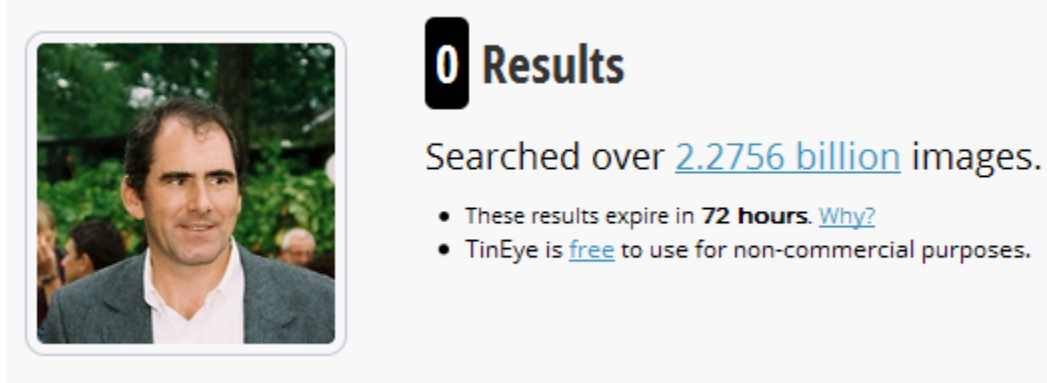 0 Results
Searched over 2.2756 billion images.
These results expire in 72 hours. Why?
TinEye is free to use for non-commercial purposes.